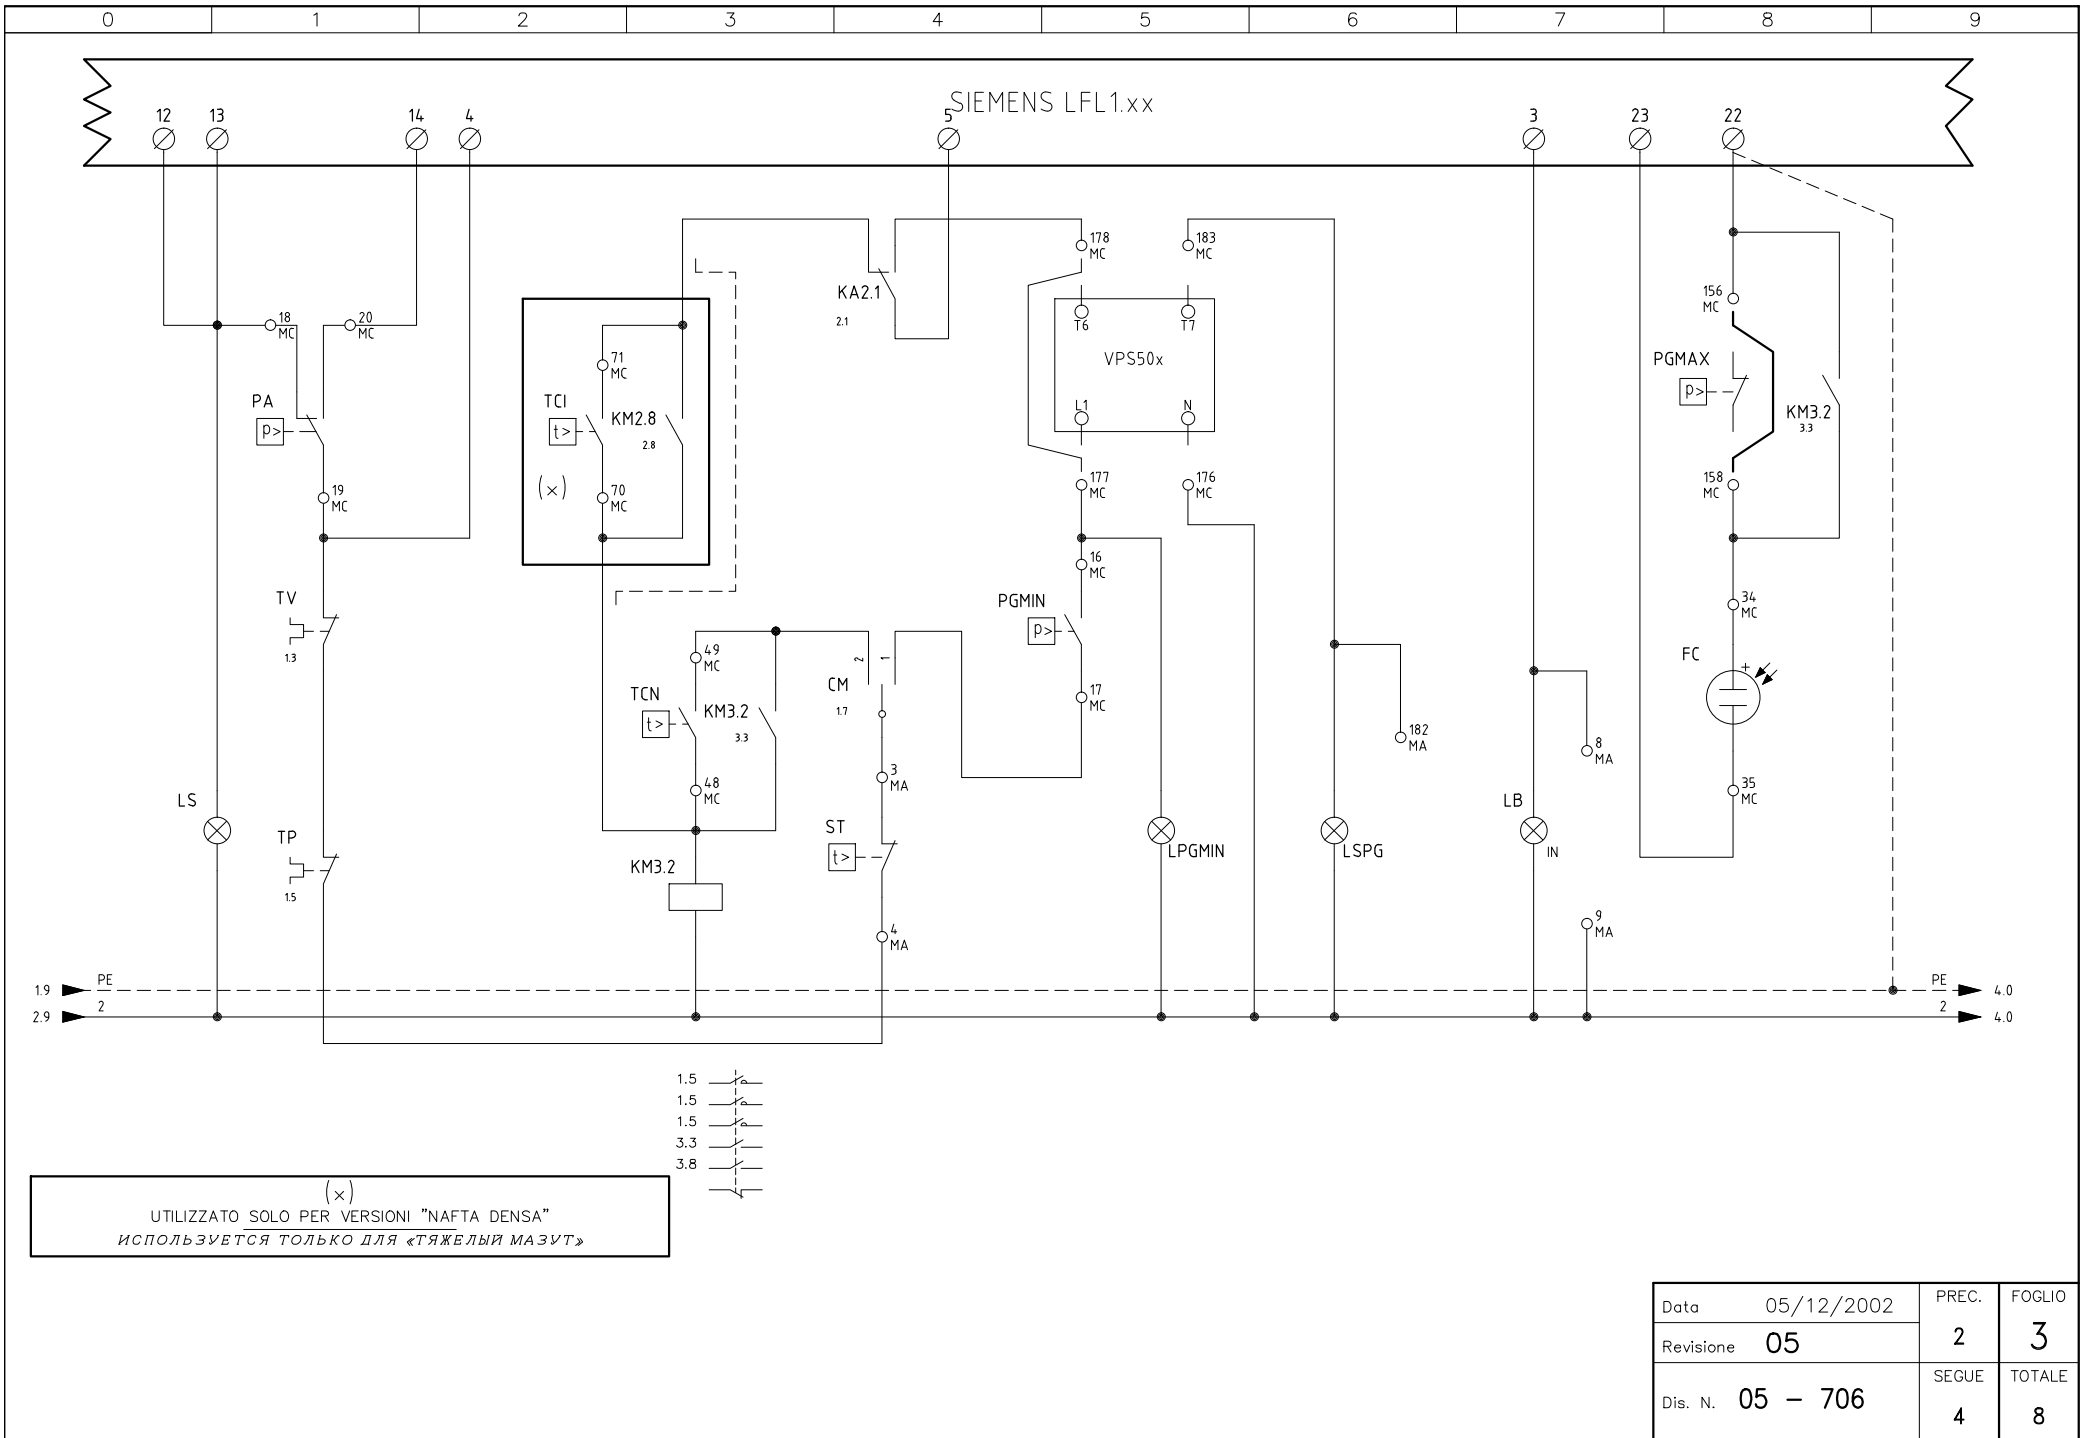 0 1 2 3 4 5 6 7 8 9
SIEMENS LFL1.xx
12 13 14 4 5 3 23 22
178
MC
183
MC
KA2.1
2.1
156
MC
18
MC
20
MC
T6 T7
VPS50x
L1 N
71
MC
PGMAX
p>
KM3.2
3.3
PA
p>
TCI
t>
KM2.8
2.8
(x)
70
MC
19
MC
177
MC
176
MC
158
MC
16
MC
TV
1.3
PGMIN
p>
34
MC
49
MC
2 1
CM
1.7
FC
+
TCN
t>
KM3.2
3.3
17
MC
182
MA
8
MA
3
MA
48
MC
35
MC
LS
LB
IN
TP
1.5
ST
t>
LPGMIN
LSPG
KM3.2
4
MA
9
MA
1.9 PE PE 4.0
2.9 2 2 4.0
1.5
1.5
1.5
3.3
3.8
(x)
UTILIZZATO SOLO PER VERSIONI "NAFTA DENSA"
ИСПОЛЬЗУЕТСЯ ТОЛЬКО ДЛЯ «ТЯЖЕЛЫЙ МАЗУТ»
Data 05/12/2002
PREC. FOGLIO
2 3
Revisione 05
SEGUE TOTALE
Dis. N. 05 - 706
4 8